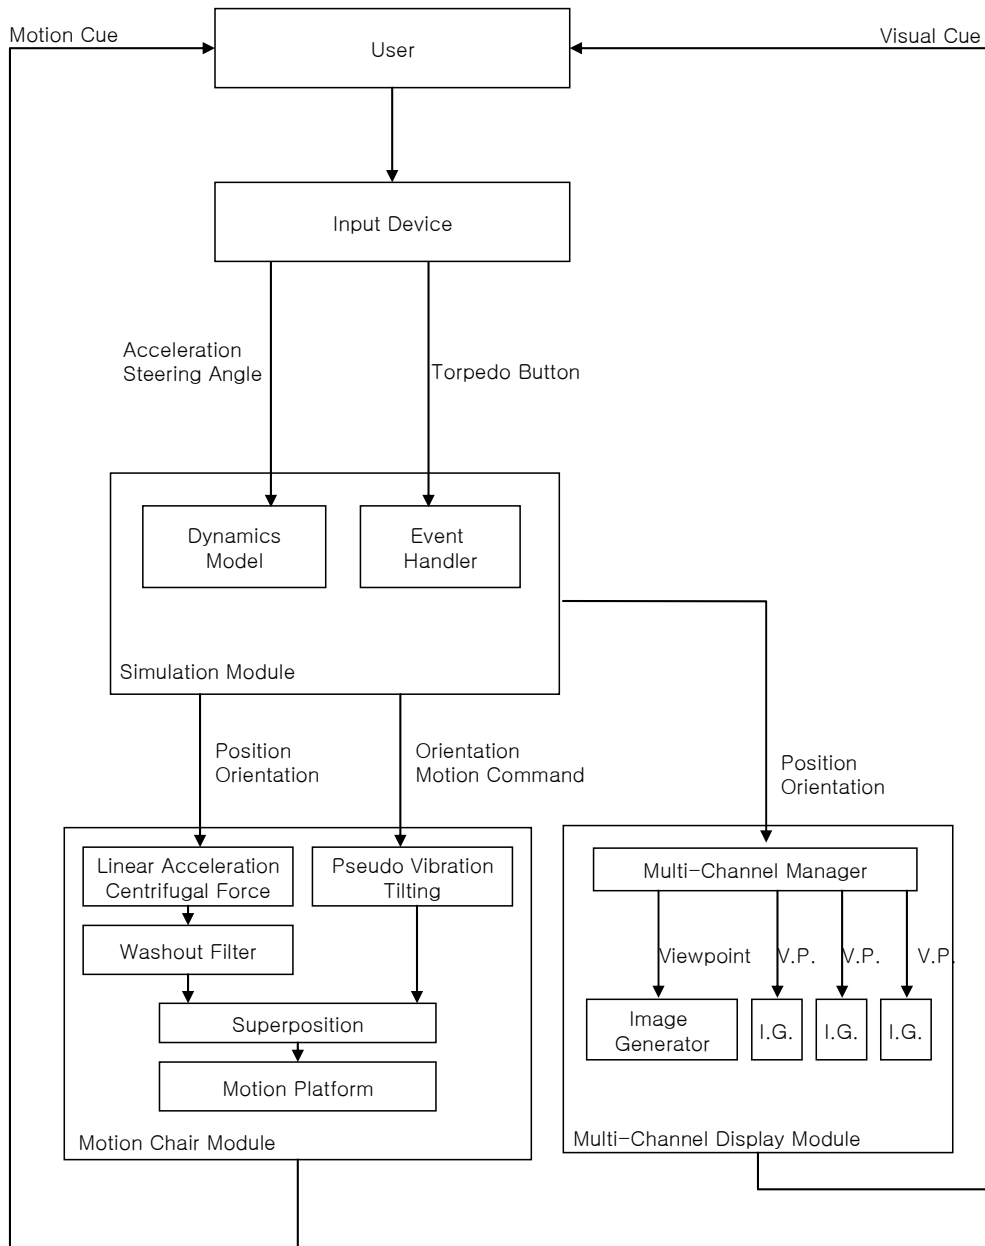 Motion Cue
User
Visual Cue
Input Device
Acceleration
Steering Angle
Torpedo Button
Dynamics
Model
Event
Handler
Simulation Module
Position
Orientation
Orientation
Motion Command
Position
Orientation
Linear Acceleration
Centrifugal Force
Pseudo Vibration
Tilting
Washout Filter
Superposition
Motion Platform
Motion Chair Module
Multi-Channel Manager
Viewpoint
V.P.
V.P.
V.P.
Image
Generator
I.G.
I.G.
I.G.
Multi-Channel Display Module